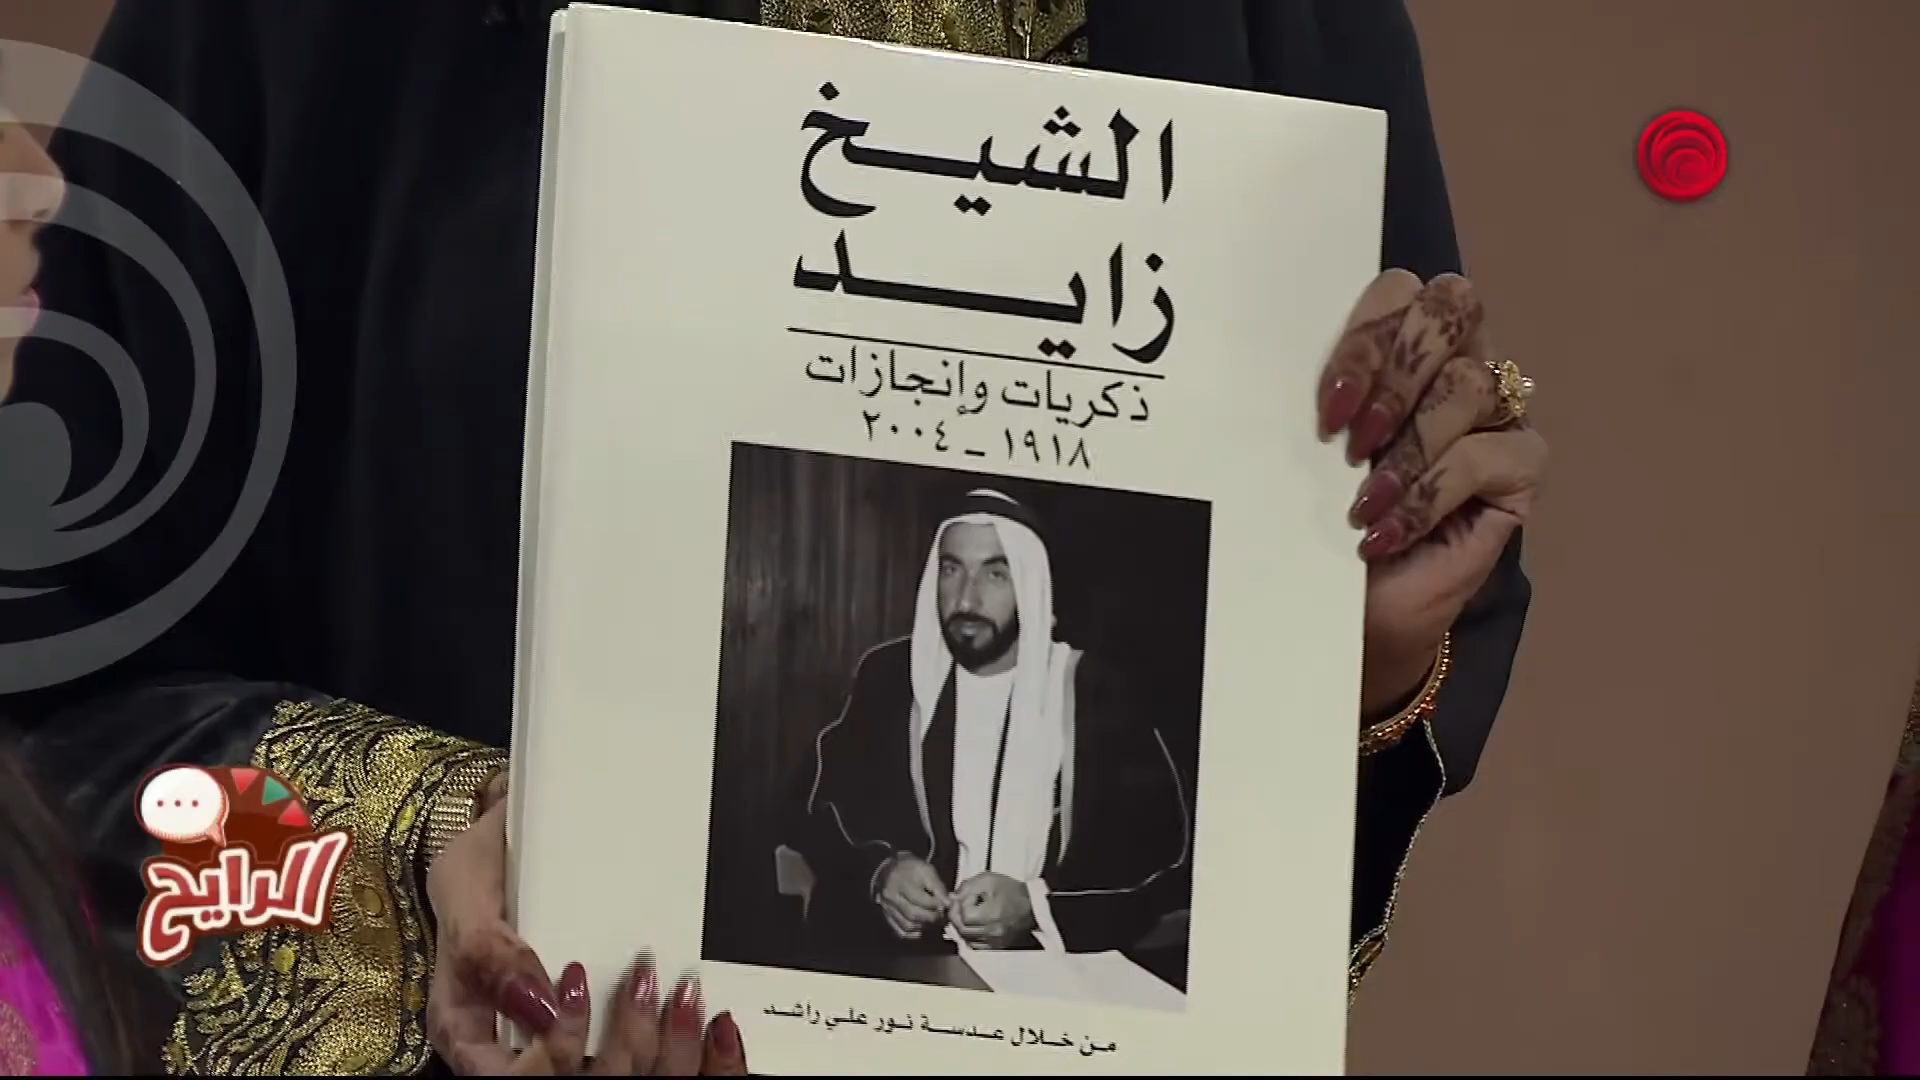 الشيخ
زايد
ذكريات وإنجازات
١٩١٨ - ٢٠٠٤
من خلال عدسة نور علي راشد
الرايح